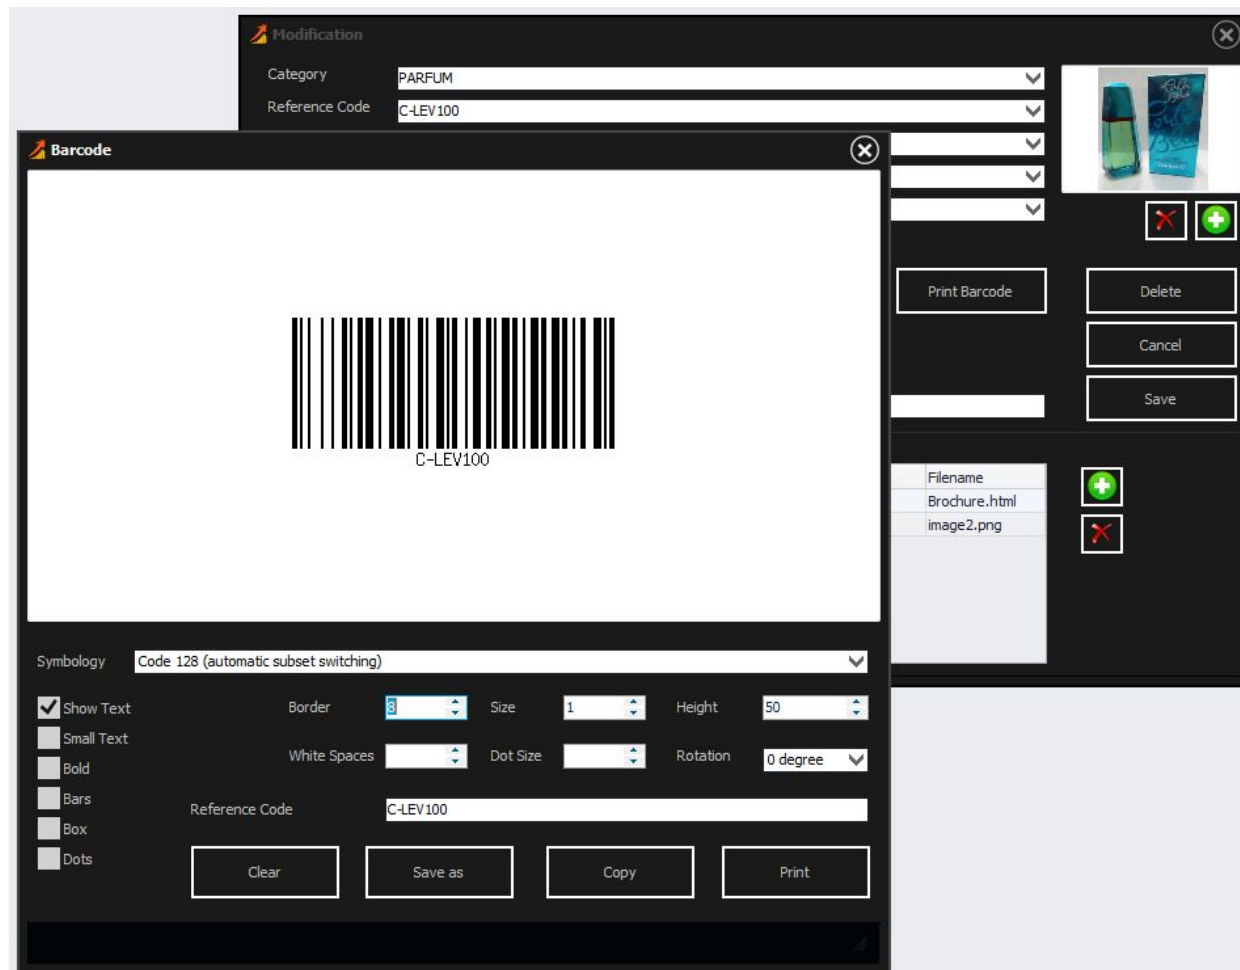 Modification
Category
PARFUM
Reference Code
C-LEV100
Barcode
C-LEV100
Print Barcode
Delete
Cancel
Save
Filename
Brochure.html
image2.png
Symbology
Code 128 (automatic subset switching)
Show Text
Border
8
Size
1
Height
50
Small Text
White Spaces
Dot Size
Rotation
0 degree
Bold
Bars
Reference Code
C-LEV100
Box
Dots
Clear
Save as
Copy
Print